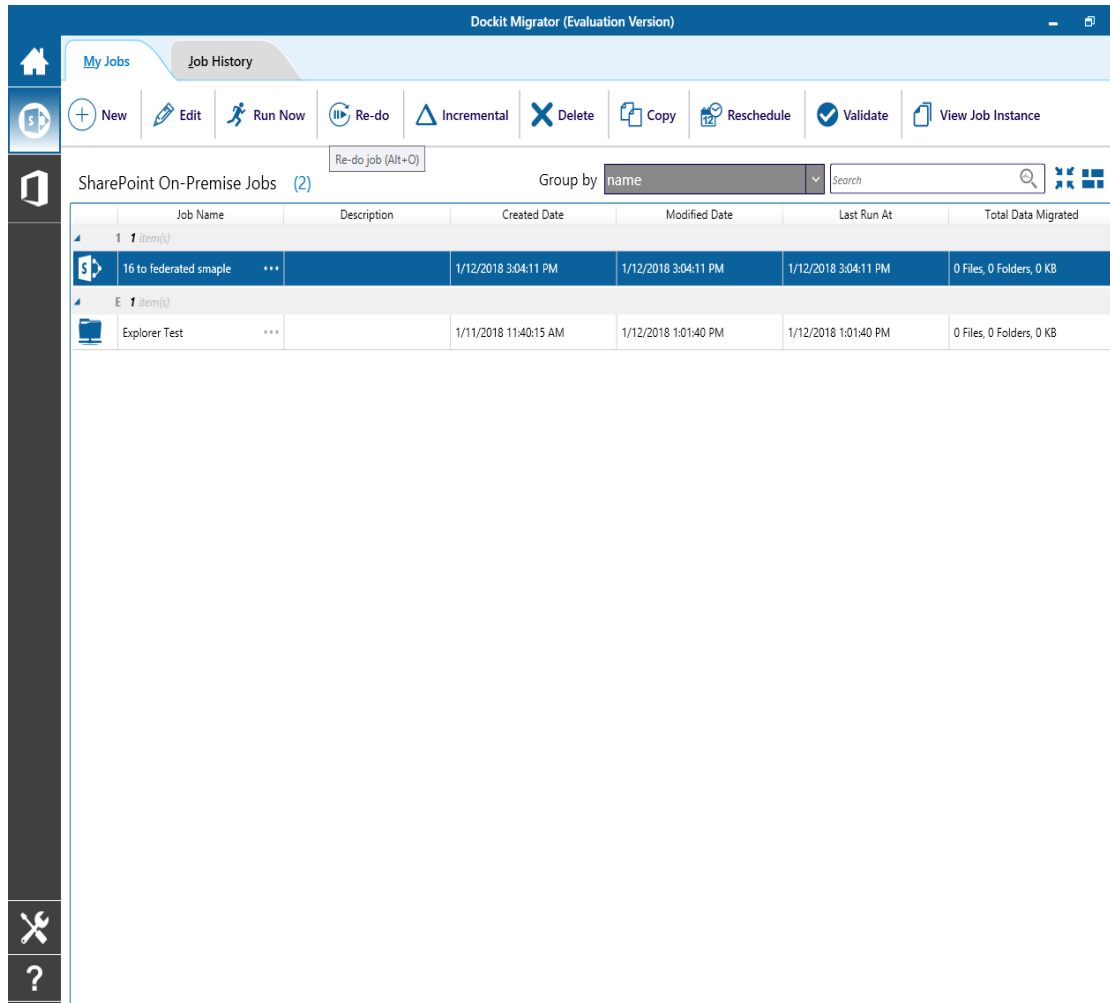 Dockit Migrator (Evaluation Version)
My Jobs Job History
New Edit Run Now Re-do Incremental Delete Copy 12 Reschedule Validate View Job Instance
Re-do job (Alt+O)
SharePoint On-Premise Jobs (2) Group by name Search
Job Name Description Created Date Modified Date Last Run At Total Data Migrated
1 1 item(s)
S 16 to federated smaple ••• 1/12/2018 3:04:11 PM 1/12/2018 3:04:11 PM 1/12/2018 3:04:11 PM 0 Files, 0 Folders, 0 KB
E 1 item(s)
Explorer Test ••• 1/11/2018 11:40:15 AM 1/12/2018 1:01:40 PM 1/12/2018 1:01:40 PM 0 Files, 0 Folders, 0 KB
?